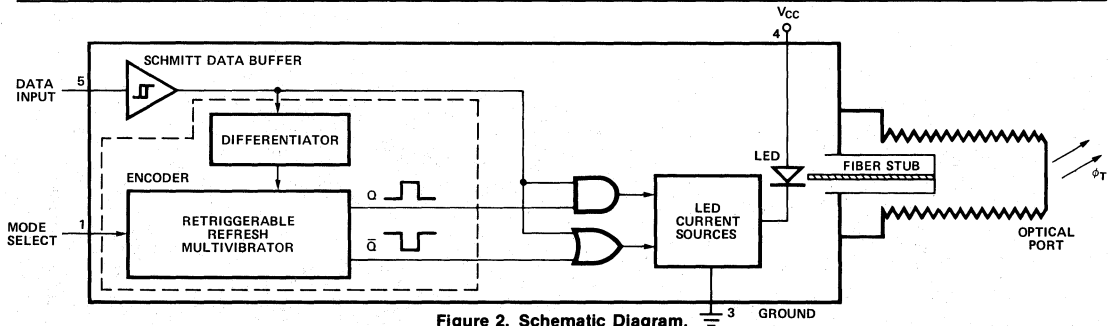 VCC
4
SCHMITT DATA BUFFER
DATA
INPUT
5
DIFFERENTIATOR
LED
FIBER STUB
ϕT
ENCODER
Q
MODE
SELECT
1
RETRIGGERABLE
REFRESH
MULTIVIBRATOR
Q̅
LED
CURRENT
SOURCES
OPTICAL
PORT
3
GROUND
Figure 2. Schematic Diagram.